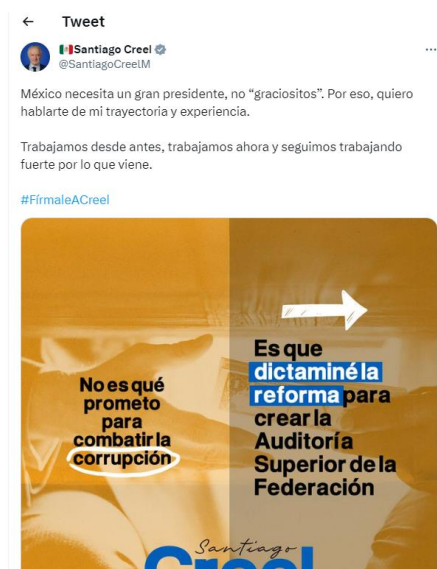 Tweet
Santiago Creel
@SantiagoCreelM
México necesita un gran presidente, no “graciositos”. Por eso, quiero
hablarte de mi trayectoria y experiencia.
Trabajamos desde antes, trabajamos ahora y seguimos trabajando
fuerte por lo que viene.
#FírmaleACreel
No es qué
prometo
para
combatir la
corrupción
Es que
dictaminé la
reforma para
crear la
Auditoría
Superior de la
Federación
Santiago
Creel